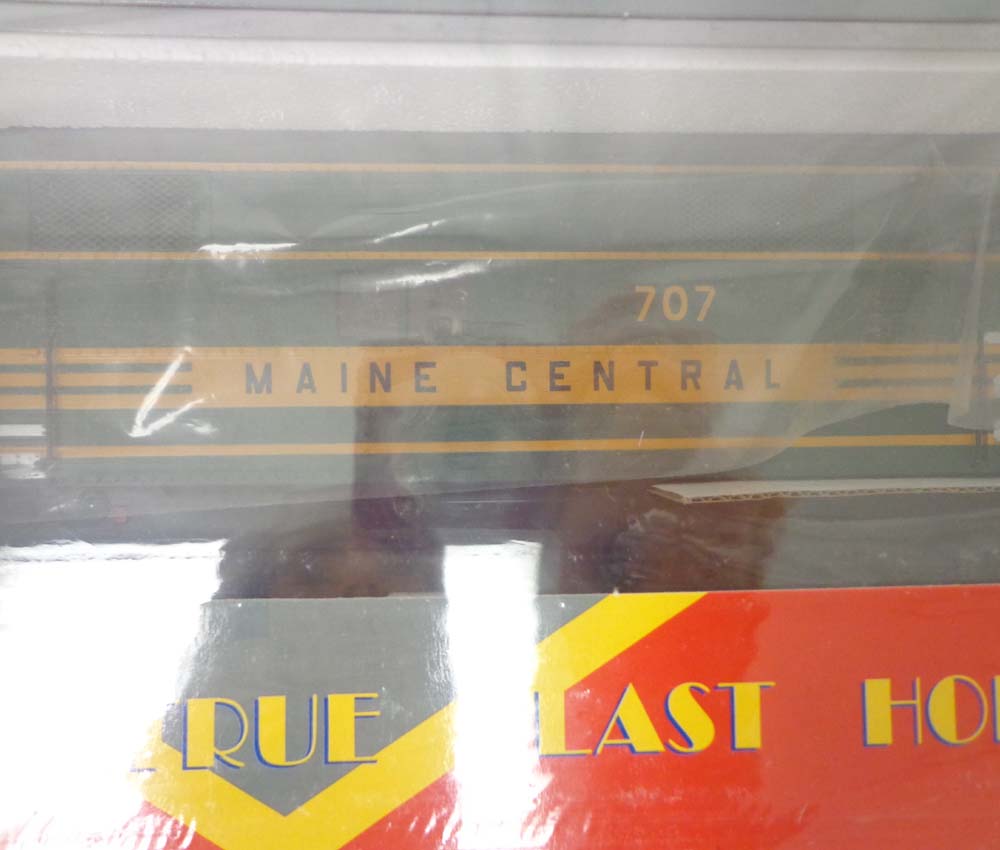 707
MAINE CENTRAL
RUE LAST HO